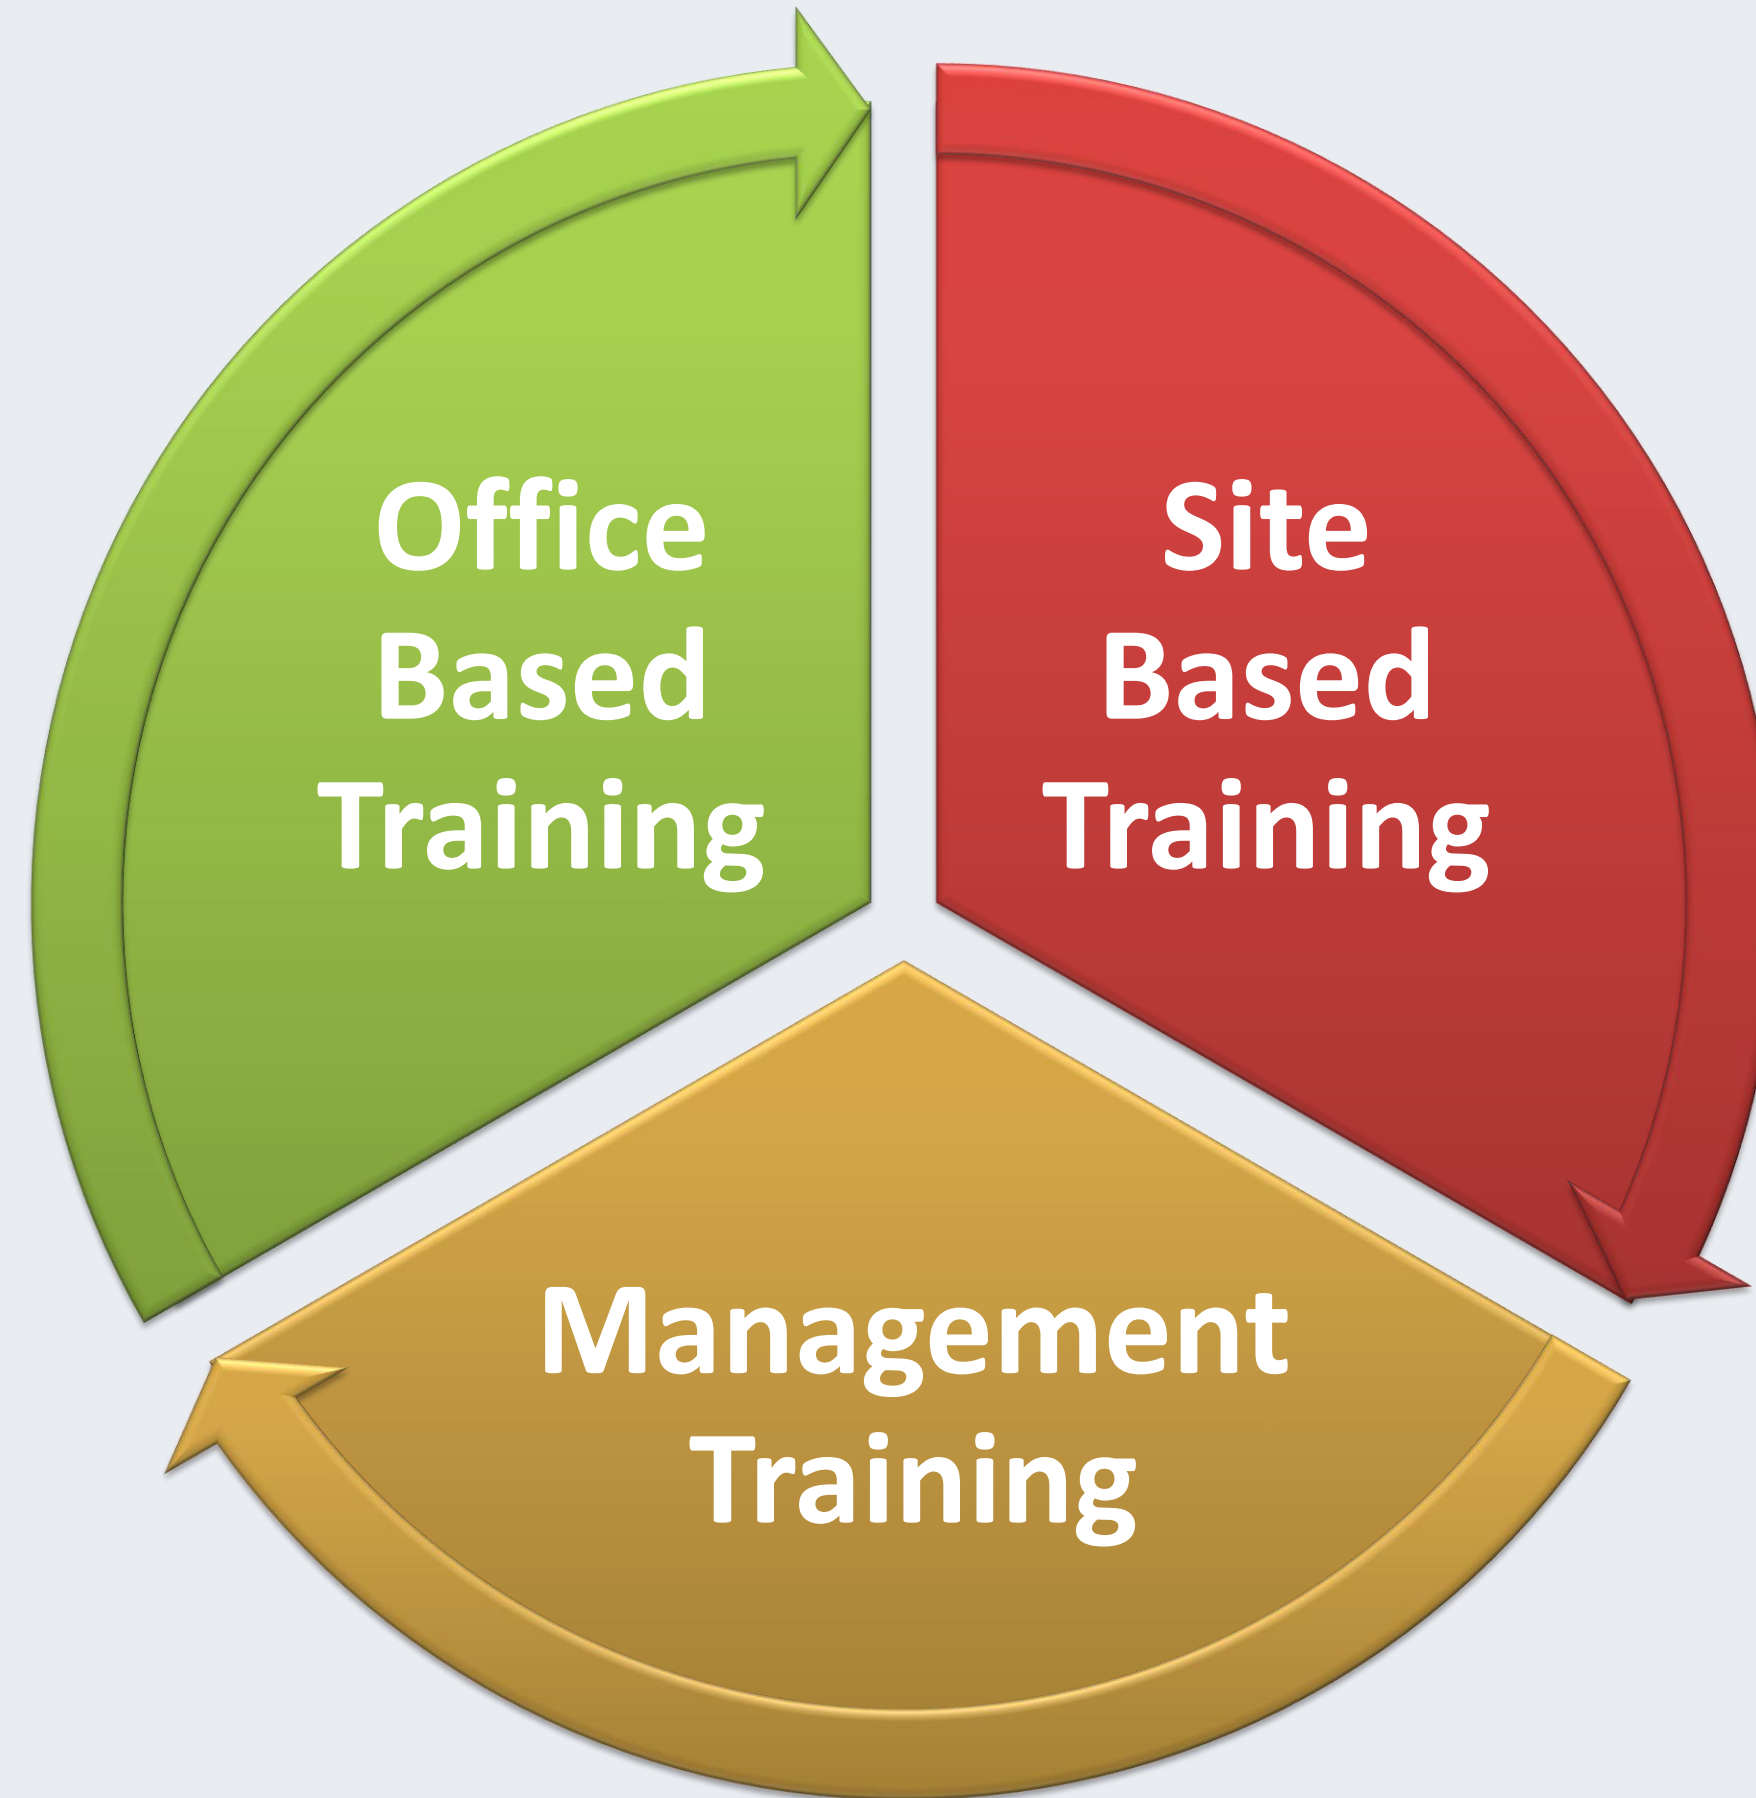 Office
Based
Training
Site
Based
Training
Management
Training